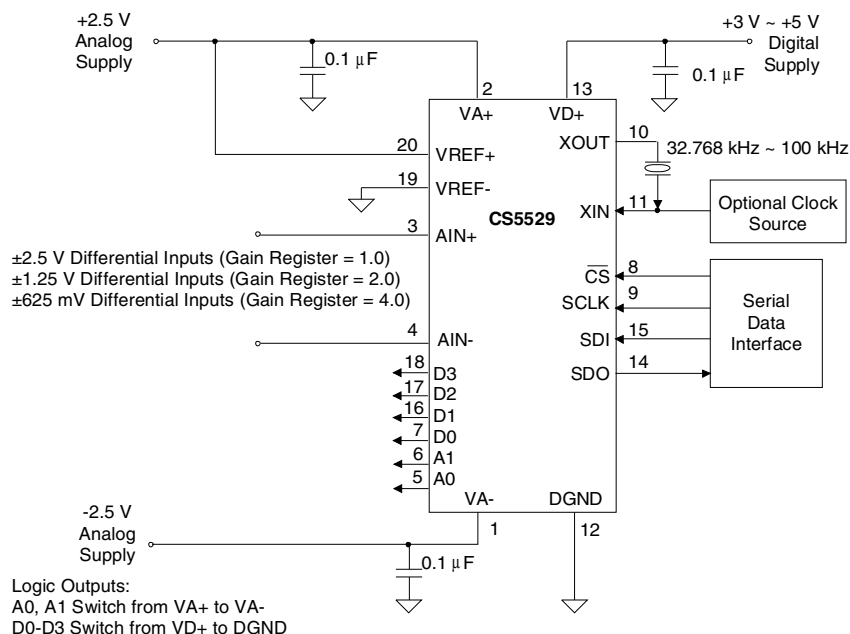 +2.5 V
Analog
Supply
0.1 µF
+3 V ~ +5 V
Digital
Supply
0.1 µF
2
13
VA+
VD+
10
XOUT
32.768 kHz ~ 100 kHz
20
VREF+
19
VREF-
CS5529
11
XIN
Optional Clock
Source
3
AIN+
±2.5 V Differential Inputs (Gain Register = 1.0)
±1.25 V Differential Inputs (Gain Register = 2.0)
±625 mV Differential Inputs (Gain Register = 4.0)
8
CS
9
SCLK
15
SDI
14
SDO
Serial
Data
Interface
4
AIN-
18
D3
17
D2
16
D1
7
D0
6
A1
5
A0
VA-
DGND
1
12
-2.5 V
Analog
Supply
0.1 µF
Logic Outputs:
A0, A1 Switch from VA+ to VA-
D0-D3 Switch from VD+ to DGND